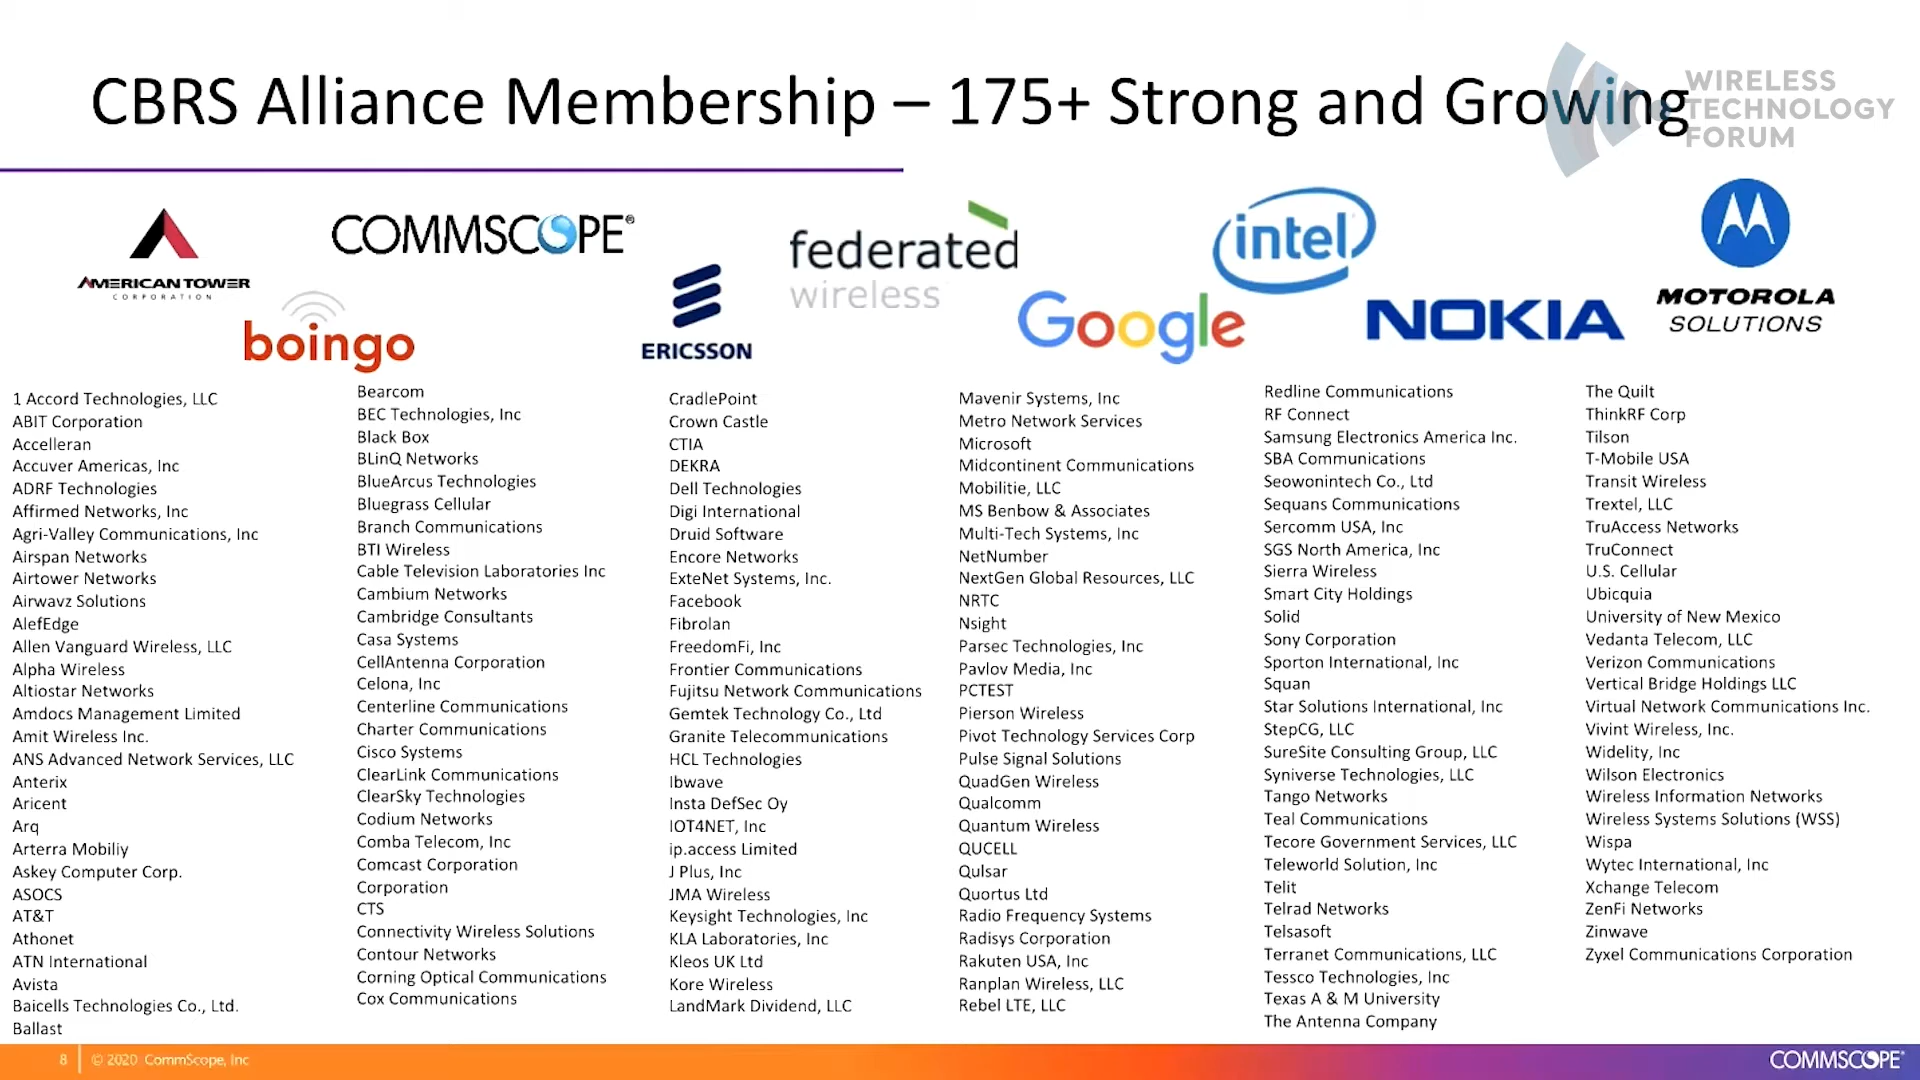 CBRS Alliance Membership – 175+ Strong and Growing
WIRELESS
TECHNOLOGY
FORUM
AMERICAN TOWER
CORPORATION
COMMSCOPE®
boingo
ERICSSON
federated
wireless
Google
intel
NOKIA
MOTOROLA
SOLUTIONS
1 Accord Technologies, LLC
ABIT Corporation
Accelleran
Accuver Americas, Inc
ADRF Technologies
Affirmed Networks, Inc
Agri-Valley Communications, Inc
Airspan Networks
Airtower Networks
Airwavz Solutions
AlefEdge
Allen Vanguard Wireless, LLC
Alpha Wireless
Altiostar Networks
Amdocs Management Limited
Amit Wireless Inc.
ANS Advanced Network Services, LLC
Anterix
Aricent
Arq
Arterra Mobiliy
Askey Computer Corp.
ASOCS
AT&T
Athonet
ATN International
Avista
Baicells Technologies Co., Ltd.
Ballast
Bearcom
BEC Technologies, Inc
Black Box
BLinQ Networks
BlueArcus Technologies
Bluegrass Cellular
Branch Communications
BTI Wireless
Cable Television Laboratories Inc
Cambium Networks
Cambridge Consultants
Casa Systems
CellAntenna Corporation
Celona, Inc
Centerline Communications
Charter Communications
Cisco Systems
ClearLink Communications
ClearSky Technologies
Codium Networks
Comba Telecom, Inc
Comcast Corporation
Corporation
CTS
Connectivity Wireless Solutions
Contour Networks
Corning Optical Communications
Cox Communications
CradlePoint
Crown Castle
CTIA
DEKRA
Dell Technologies
Digi International
Druid Software
Encore Networks
ExteNet Systems, Inc.
Facebook
Fibrolan
FreedomFi, Inc
Frontier Communications
Fujitsu Network Communications
Gemtek Technology Co., Ltd
Granite Telecommunications
HCL Technologies
Ibwave
Insta DefSec Oy
IOT4NET, Inc
ip.access Limited
J Plus, Inc
JMA Wireless
Keysight Technologies, Inc
KLA Laboratories, Inc
Kleos UK Ltd
Kore Wireless
LandMark Dividend, LLC
Mavenir Systems, Inc
Metro Network Services
Microsoft
Midcontinent Communications
Mobilitie, LLC
MS Benbow & Associates
Multi-Tech Systems, Inc
NetNumber
NextGen Global Resources, LLC
NRTC
Nsight
Parsec Technologies, Inc
Pavlov Media, Inc
PCTEST
Pierson Wireless
Pivot Technology Services Corp
Pulse Signal Solutions
QuadGen Wireless
Qualcomm
Quantum Wireless
QUCELL
Qulsar
Quortus Ltd
Radio Frequency Systems
Radisys Corporation
Rakuten USA, Inc
Ranplan Wireless, LLC
Rebel LTE, LLC
Redline Communications
RF Connect
Samsung Electronics America Inc.
SBA Communications
Seowonintech Co., Ltd
Sequans Communications
Sercomm USA, Inc
SGS North America, Inc
Sierra Wireless
Smart City Holdings
Solid
Sony Corporation
Sporton International, Inc
Squan
Star Solutions International, Inc
StepCG, LLC
SureSite Consulting Group, LLC
Syniverse Technologies, LLC
Tango Networks
Teal Communications
Tecore Government Services, LLC
Teleworld Solution, Inc
Telit
Telrad Networks
Telsasoft
Terranet Communications, LLC
Tessco Technologies, Inc
Texas A & M University
The Antenna Company
The Quilt
ThinkRF Corp
Tilson
T-Mobile USA
Transit Wireless
Trextel, LLC
TruAccess Networks
TruConnect
U.S. Cellular
Ubicquia
University of New Mexico
Vedanta Telecom, LLC
Verizon Communications
Vertical Bridge Holdings LLC
Virtual Network Communications Inc.
Vivint Wireless, Inc.
Widelity, Inc
Wilson Electronics
Wireless Information Networks
Wireless Systems Solutions (WSS)
Wispa
Wytec International, Inc
Xchange Telecom
ZenFi Networks
Zinwave
Zyxel Communications Corporation
8 © 2020 CommScope, Inc
COMMSCOPE®